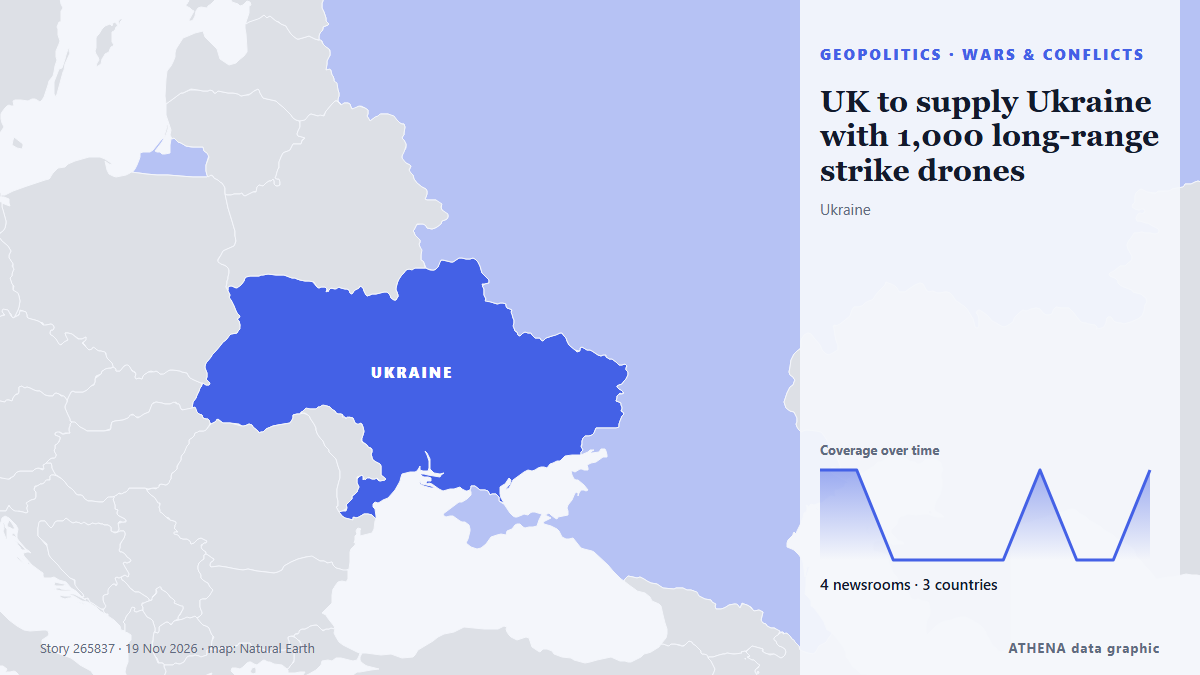 GEOPOLITICS · WARS & CONFLICTS
UK to supply Ukraine
with 1,000 long-range
strike drones
Ukraine
UKRAINE
Coverage over time
4 newsrooms · 3 countries
Story 265837 · 19 Nov 2026 · map: Natural Earth
ATHENA data graphic